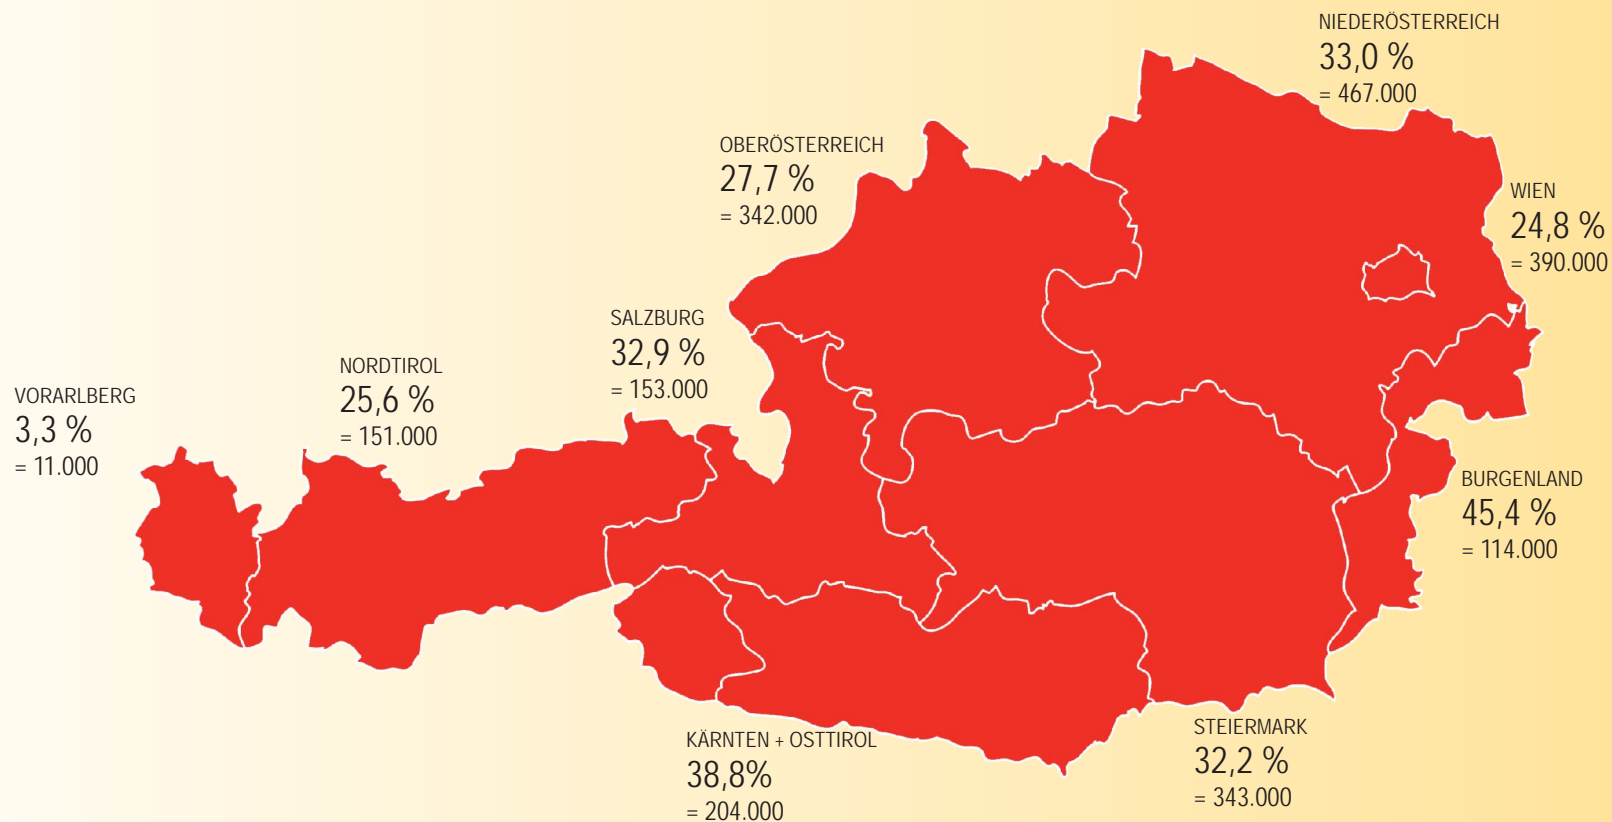 NIEDERÖSTERREICH
33,0 %
= 467.000
OBERÖSTERREICH
27,7 %
= 342.000
WIEN
24,8 %
= 390.000
SALZBURG
32,9 %
= 153.000
NORDTIROL
25,6 %
= 151.000
VORARLBERG
3,3 %
= 11.000
BURGENLAND
45,4 %
= 114.000
KÄRNTEN + OSTTIROL
38,8%
= 204.000
STEIERMARK
32,2 %
= 343.000